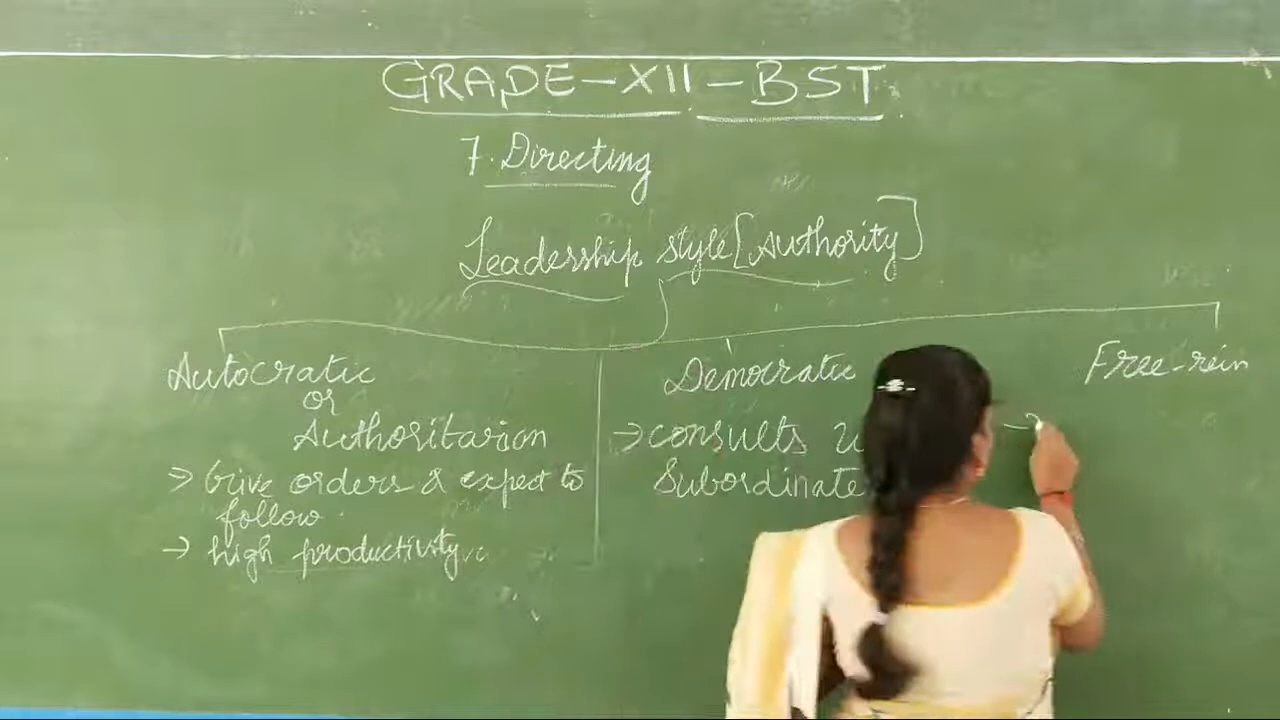 GRADE-XII-BST
7. Directing
Leadership style [Authority]
Autocratic
or
Authoritarian
→ Give orders & expect to
follow.
→ high productivity
Democratic
→ consults
Subordinate
Free-rein